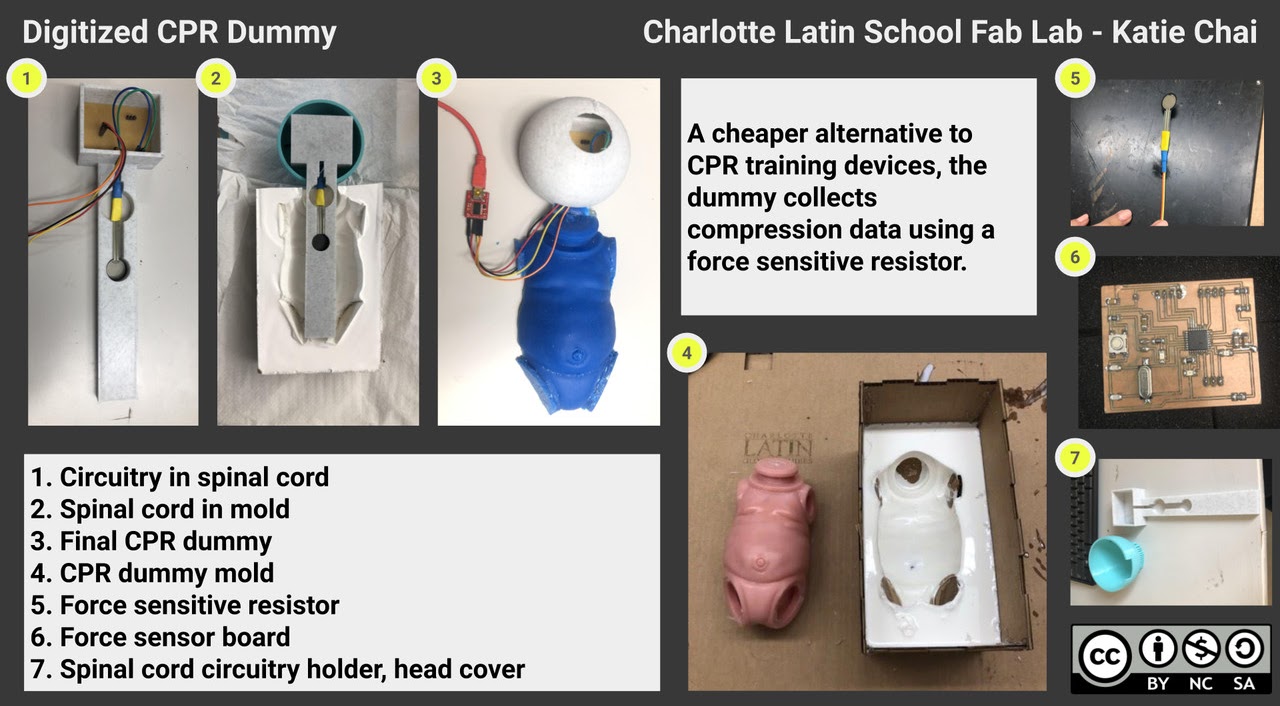 Digitized CPR Dummy
Charlotte Latin School Fab Lab - Katie Chai
1
2
3
A cheaper alternative to
CPR training devices, the
dummy collects
compression data using a
force sensitive resistor.
5
6
4
CHARLOTTE
LATIN
7
1. Circuitry in spinal cord
2. Spinal cord in mold
3. Final CPR dummy
4. CPR dummy mold
5. Force sensitive resistor
6. Force sensor board
7. Spinal cord circuitry holder, head cover
cc
BY NC SA